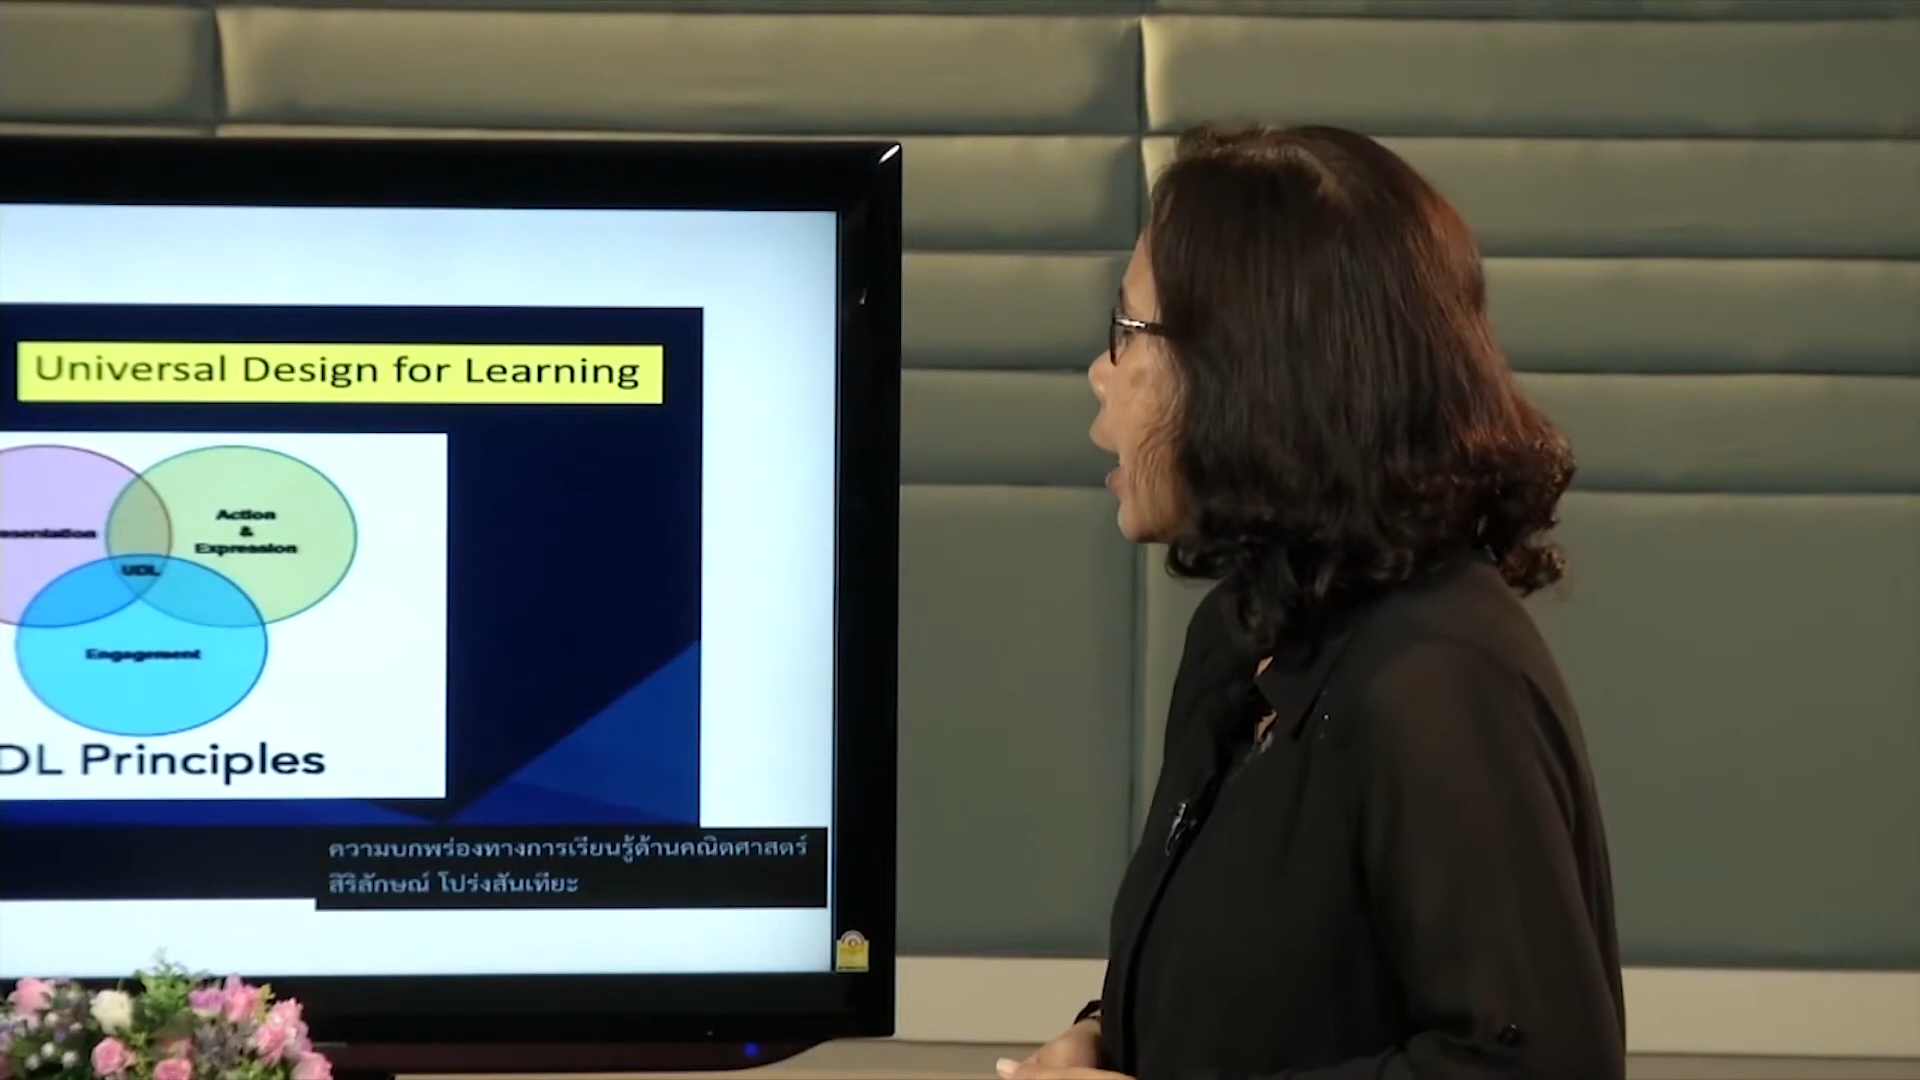 Universal Design for Learning
esentation
Action
&
Expression
UDL
Engagement
DL Principles
ความบกพร่องทางการเรียนรู้ด้านคณิตศาสตร์
สิริลักษณ์ โปร่งสันเทียะ